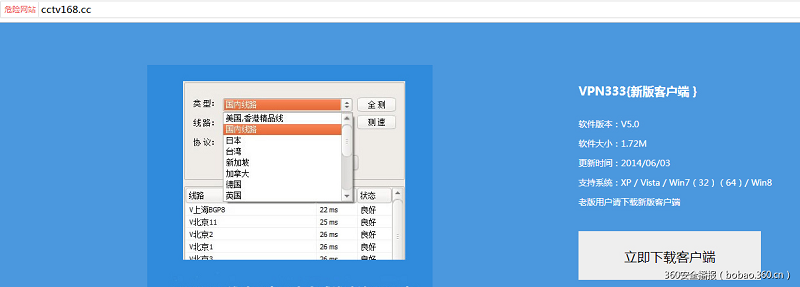 危险网站 cctv168.cc
类型： 国内线路 全 测
美国,香港精品线
线路： 国内线路 测 速
协议： 日本
台湾
新加坡
加拿大
德国
英国
线路 状态
V上海BGP8 22 ms 良好
V北京11 25 ms 良好
V北京2 26 ms 良好
V北京1 26 ms 良好
V北京3 26 ms 良好
VPN333{新版客户端 }
软件版本：V5.0
软件大小：1.72M
更新时间：2014/06/03
支持系统：XP / Vista / Win7 ( 32 ) ( 64 ) / Win8
老版用户请下载新版客户端
立即下载客户端
360安全播报（bobao.360.cn）